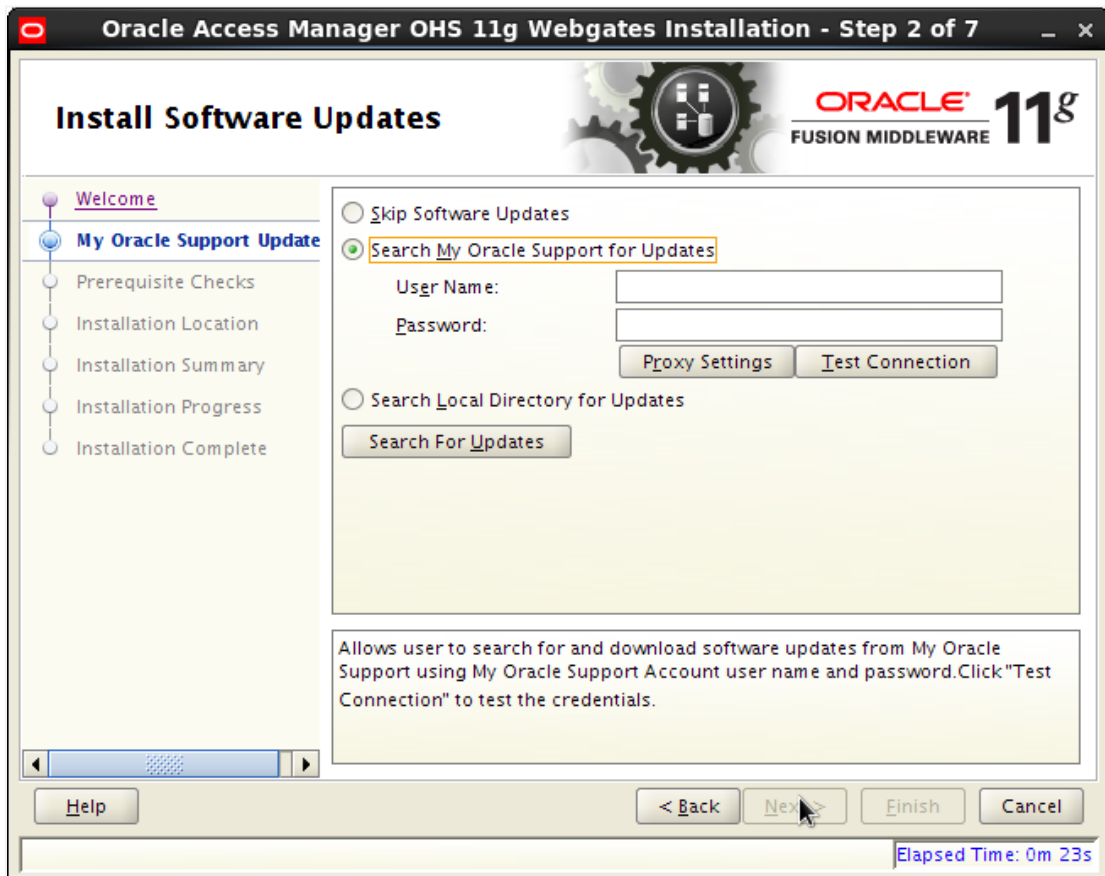 Oracle Access Manager OHS 11g Webgates Installation - Step 2 of 7
Install Software Updates
ORACLE
FUSION MIDDLEWARE
11g
Welcome
My Oracle Support Update
Prerequisite Checks
Installation Location
Installation Summary
Installation Progress
Installation Complete
Skip Software Updates
Search My Oracle Support for Updates
User Name:
Password:
Proxy Settings
Test Connection
Search Local Directory for Updates
Search For Updates
Allows user to search for and download software updates from My Oracle
Support using My Oracle Support Account user name and password.Click "Test
Connection" to test the credentials.
Help
< Back
Next >
Finish
Cancel
Elapsed Time: 0m 23s